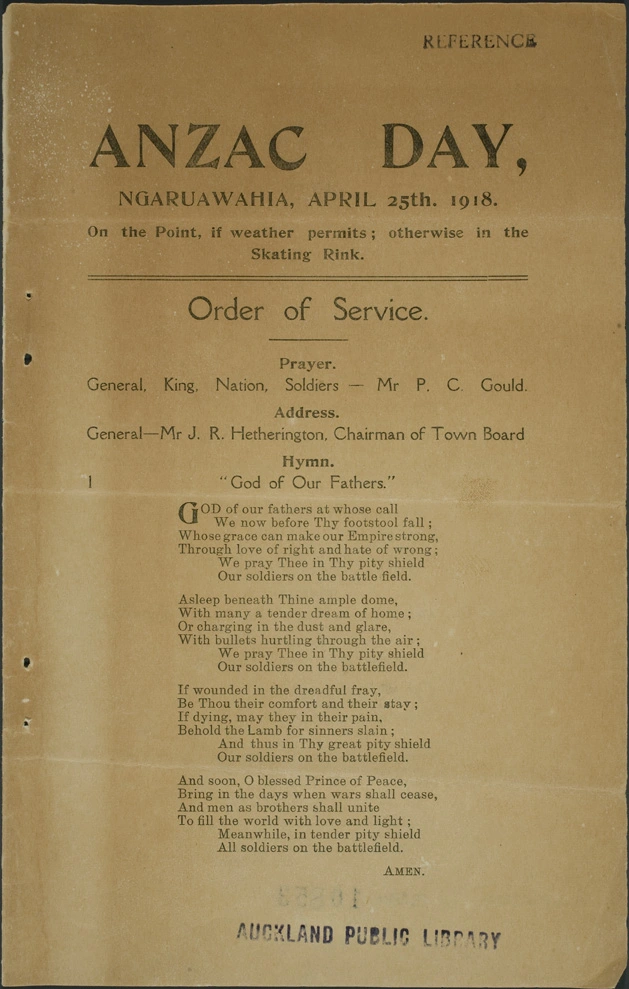 REFERENCE
ANZAC DAY,
NGARUAWAHIA, APRIL 25th. 1918.
On the Point, if weather permits; otherwise in the
Skating Rink.
Order of Service.
Prayer.
General, King, Nation, Soldiers — Mr P. C. Gould.
Address.
General—Mr J. R. Hetherington, Chairman of Town Board
Hymn.
1 "God of Our Fathers."
GOD of our fathers at whose call
We now before Thy footstool fall;
Whose grace can make our Empire strong,
Through love of right and hate of wrong;
We pray Thee in Thy pity shield
Our soldiers on the battle field.
Asleep beneath Thine ample dome,
With many a tender dream of home;
Or charging in the dust and glare,
With bullets hurtling through the air;
We pray Thee in Thy pity shield
Our soldiers on the battlefield.
If wounded in the dreadful fray,
Be Thou their comfort and their stay;
If dying, may they in their pain,
Behold the Lamb for sinners slain;
And thus in Thy great pity shield
Our soldiers on the battlefield.
And soon, O blessed Prince of Peace,
Bring in the days when wars shall cease,
And men as brothers shall unite
To fill the world with love and light;
Meanwhile, in tender pity shield
All soldiers on the battlefield.
AMEN.
AUCKLAND PUBLIC LIBRARY